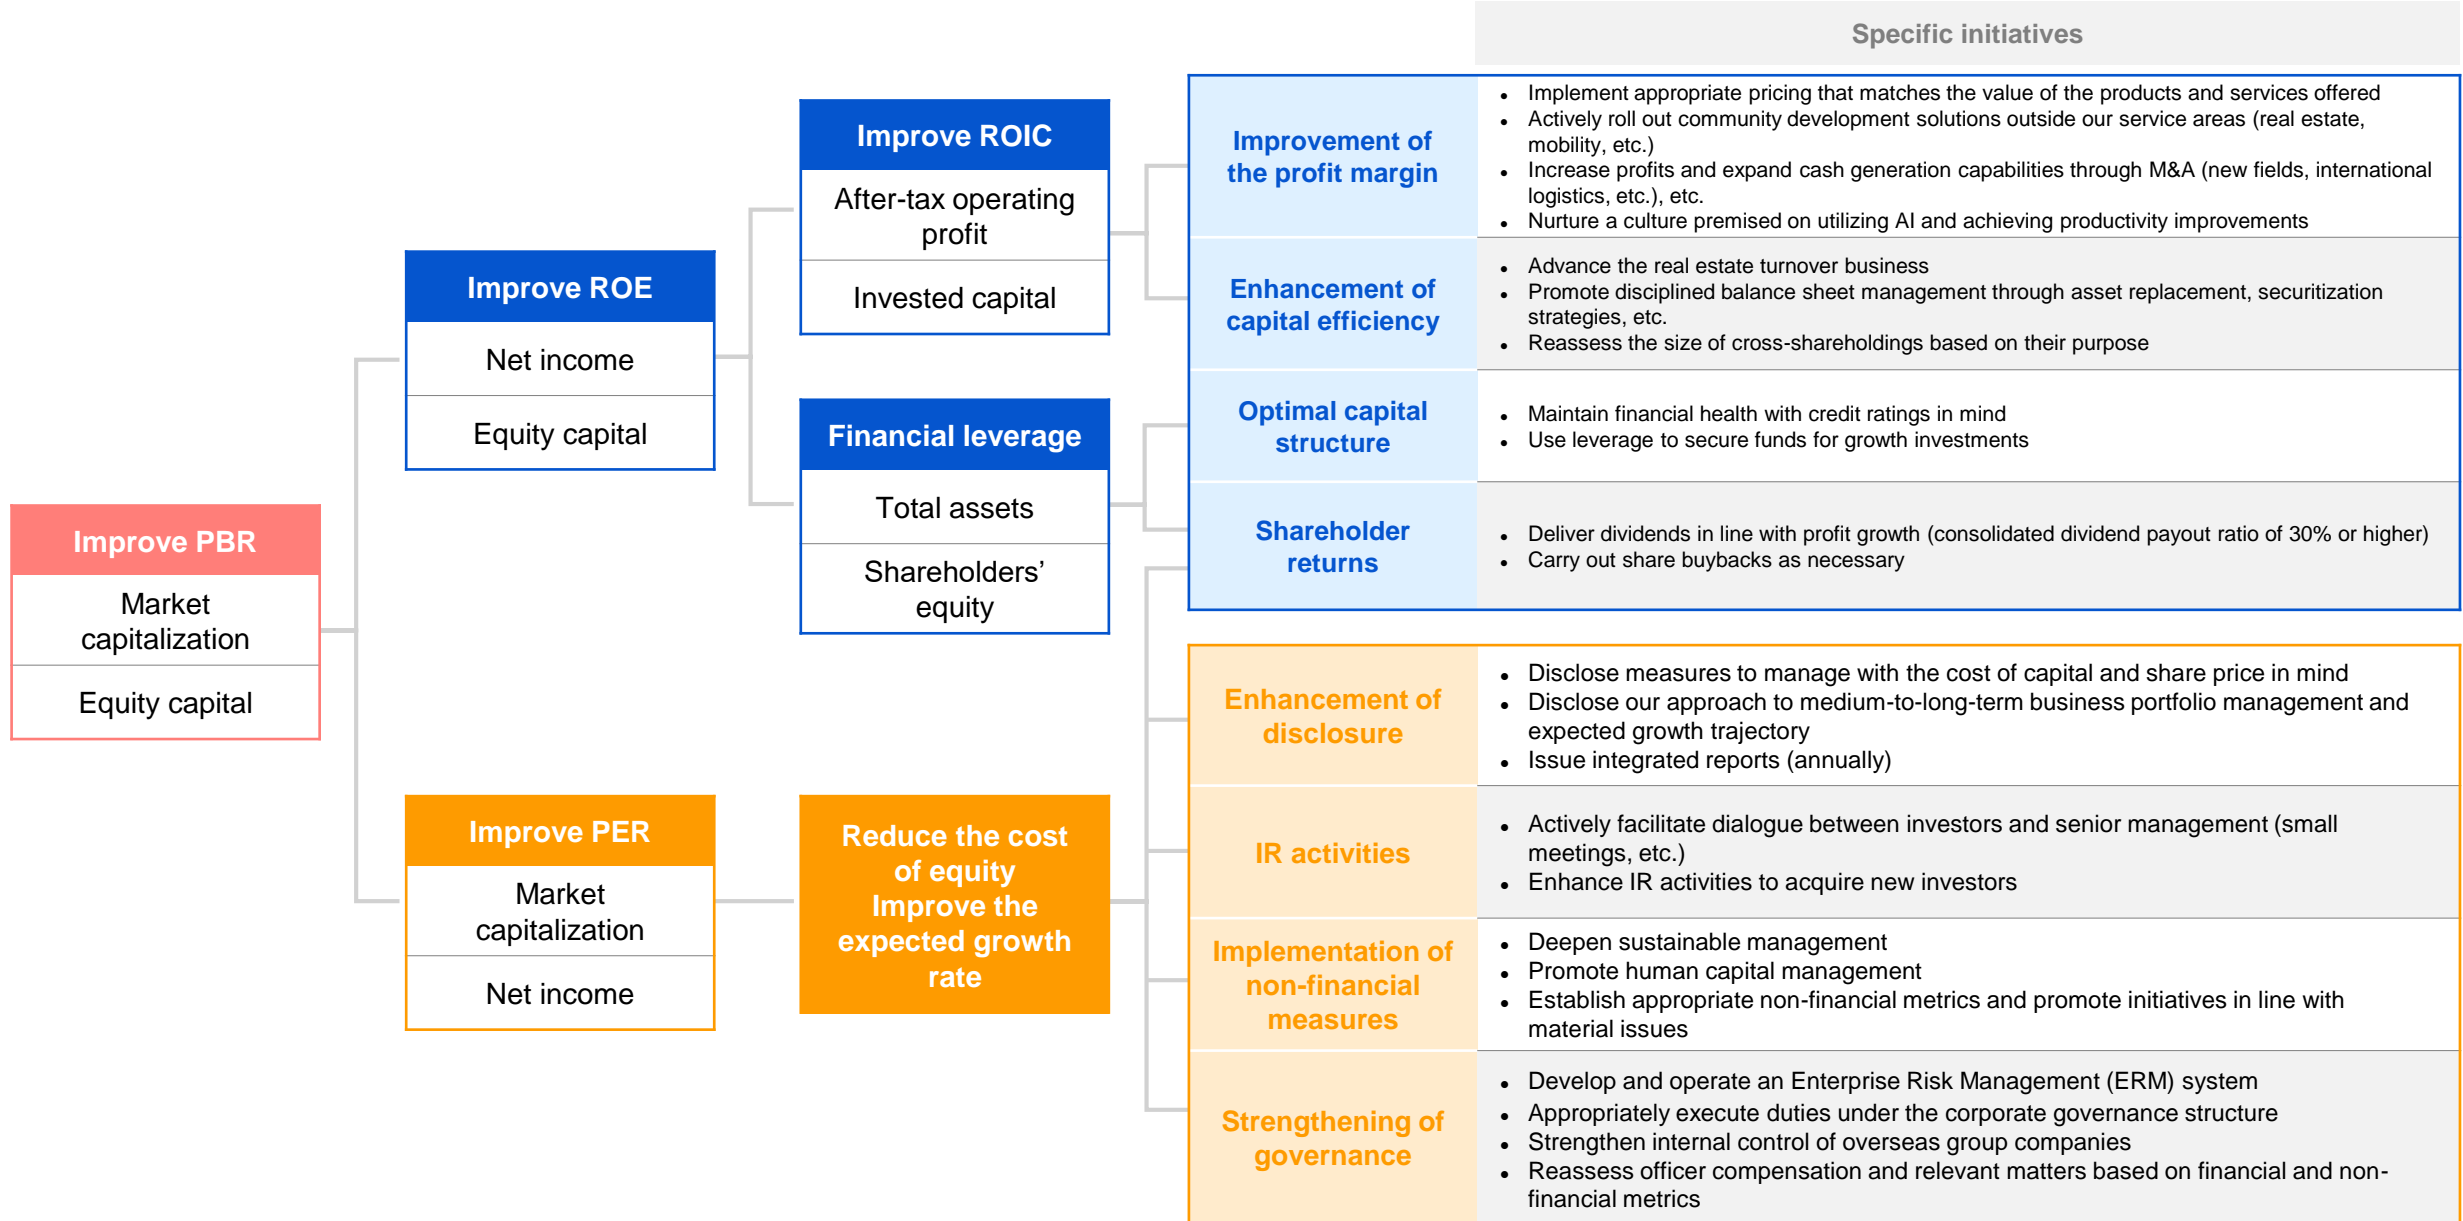 Specific initiatives
Improve PBR
Market
capitalization
Equity capital
Improve ROE
Net income
Equity capital
Improve PER
Market
capitalization
Net income
Improve ROIC
After-tax operating
profit
Invested capital
Financial leverage
Total assets
Shareholders’
equity
Reduce the cost
of equity
Improve the
expected growth
rate
Improvement of
the profit margin
• Implement appropriate pricing that matches the value of the products and services offered
• Actively roll out community development solutions outside our service areas (real estate,
mobility, etc.)
• Increase profits and expand cash generation capabilities through M&A (new fields, international
logistics, etc.), etc.
• Nurture a culture premised on utilizing AI and achieving productivity improvements
Enhancement of
capital efficiency
• Advance the real estate turnover business
• Promote disciplined balance sheet management through asset replacement, securitization
strategies, etc.
• Reassess the size of cross-shareholdings based on their purpose
Optimal capital
structure
• Maintain financial health with credit ratings in mind
• Use leverage to secure funds for growth investments
Shareholder
returns
• Deliver dividends in line with profit growth (consolidated dividend payout ratio of 30% or higher)
• Carry out share buybacks as necessary
Enhancement of
disclosure
• Disclose measures to manage with the cost of capital and share price in mind
• Disclose our approach to medium-to-long-term business portfolio management and
expected growth trajectory
• Issue integrated reports (annually)
IR activities
• Actively facilitate dialogue between investors and senior management (small
meetings, etc.)
• Enhance IR activities to acquire new investors
Implementation of
non-financial
measures
• Deepen sustainable management
• Promote human capital management
• Establish appropriate non-financial metrics and promote initiatives in line with
material issues
Strengthening of
governance
• Develop and operate an Enterprise Risk Management (ERM) system
• Appropriately execute duties under the corporate governance structure
• Strengthen internal control of overseas group companies
• Reassess officer compensation and relevant matters based on financial and non-
financial metrics